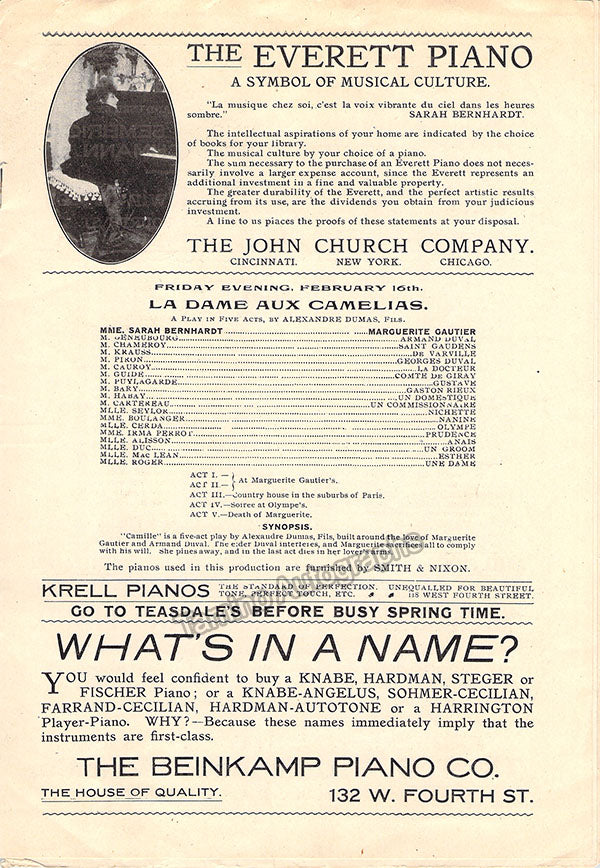 THE EVERETT PIANO
A SYMBOL OF MUSICAL CULTURE.
"La musique chez soi, c'est la voix vibrante du ciel dans les heures
sombre." SARAH BERNHARDT.
The intellectual aspirations of your home are indicated by the choice
of books for your library.
The musical culture by your choice of a piano.
The sum necessary to the purchase of an Everett Piano does not neces-
sarily involve a larger expense account, since the Everett represents an
additional investment in a fine and valuable property.
The greater durability of the Everett, and the perfect artistic results
accruing from its use, are the dividends you obtain from your judicious
investment.
A line to us places the proofs of these statements at your disposal.
THE JOHN CHURCH COMPANY.
CINCINNATI. NEW YORK. CHICAGO.
FRIDAY EVENING, FEBRUARY 16th.
LA DAME AUX CAMELIAS.
A PLAY IN FIVE ACTS, BY ALEXANDRE DUMAS, FILS.
MME. SARAH BERNHARDT MARGUERITE GAUTIER
M. DENEUBOURG ARMAND DUVAL
M. CHAMEROY SAINT GAUDENS
M. KRAUSS DE VARVILLE
M. PIRON GEORGES DUVAL
M. CAUROY LA DOCTEUR
M. GUIDE COMTE DE GIRAY
M. PUYLAGARDE GUSTAVE
M. BARY GASTON RIEUX
M. HABAY UN DOMESTIQUE
M. CARTEREAU UN COMMISSIONAIRE
MLLE. SEYLOR NICHETTE
MME. BOULANGER NANINE
MLLE. CERDA OLYMPE
MME. IRMA PERROT PRUDENCE
MLLE. ALISSON ANAIS
MLLE. DUC UN GROOM
MLLE. MAC LEAN ESTHER
MLLE. ROGER UNE DAME
ACT I.—
ACT II.— } At Marguerite Gautier's.
ACT III.—Country house in the suburbs of Paris.
ACT IV.—Soiree at Olympe's.
ACT V.—Death of Marguerite.
SYNOPSIS.
"Camille" is a five-act play by Alexandre Dumas, Fils, built around the love of Marguerite
Gautier and Armand Duval. The elder Duval interferes, and Marguerite sacrifices all to comply
with his will. She pines away, and in the last act dies in her lover's arms.
The pianos used in this production are furnished by SMITH & NIXON.
KRELL PIANOS THE STANDARD OF PERFECTION. UNEQUALLED FOR BEAUTIFUL
TONE, PERFECT TOUCH, ETC. 118 WEST FOURTH STREET.
GO TO TEASDALE'S BEFORE BUSY SPRING TIME.
Tamino Autographs
WHAT'S IN A NAME?
YOU would feel confident to buy a KNABE, HARDMAN, STEGER or
FISCHER Piano; or a KNABE-ANGELUS, SOHMER-CECILIAN,
FARRAND-CECILIAN, HARDMAN-AUTOTONE or a HARRINGTON
Player-Piano. WHY?—Because these names immediately imply that the
instruments are first-class.
THE BEINKAMP PIANO CO.
THE HOUSE OF QUALITY. 132 W. FOURTH ST.